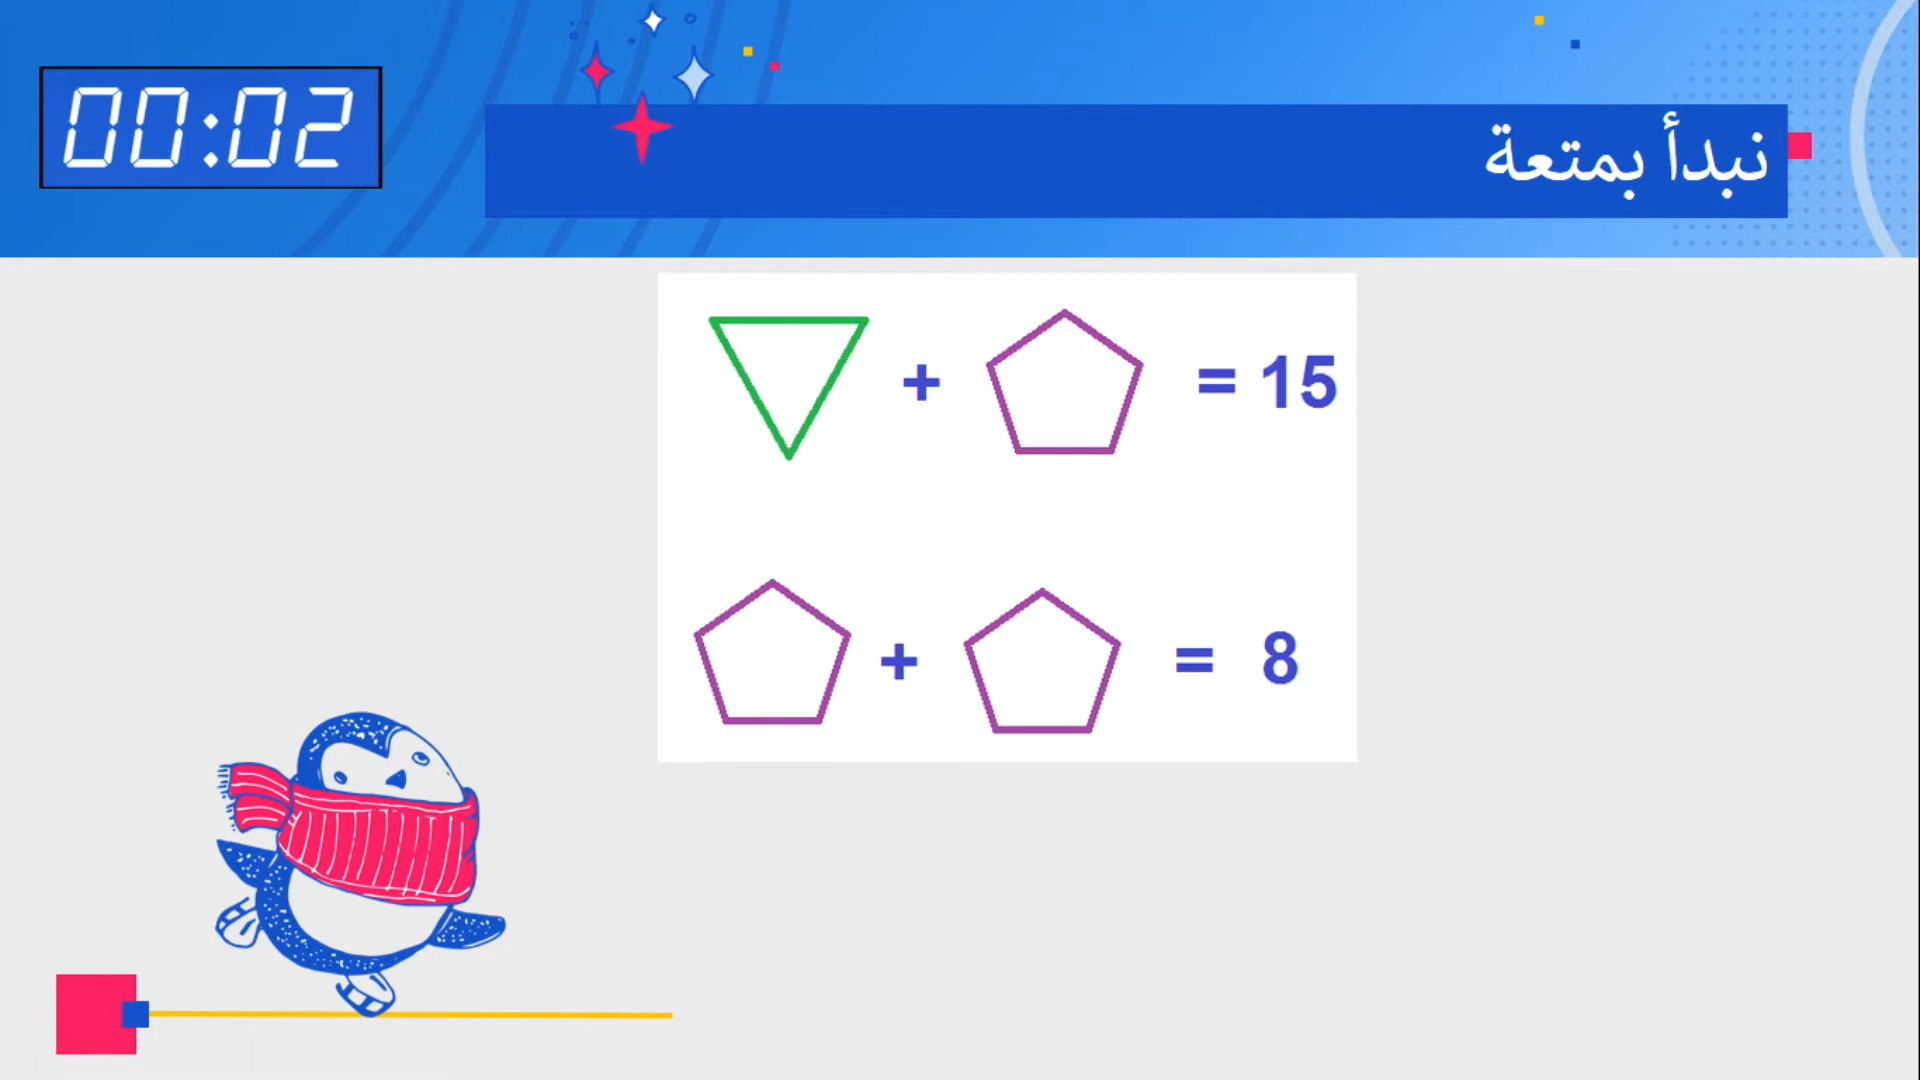 00:02
نبدأ بمتعة
+ = 15
+ = 8